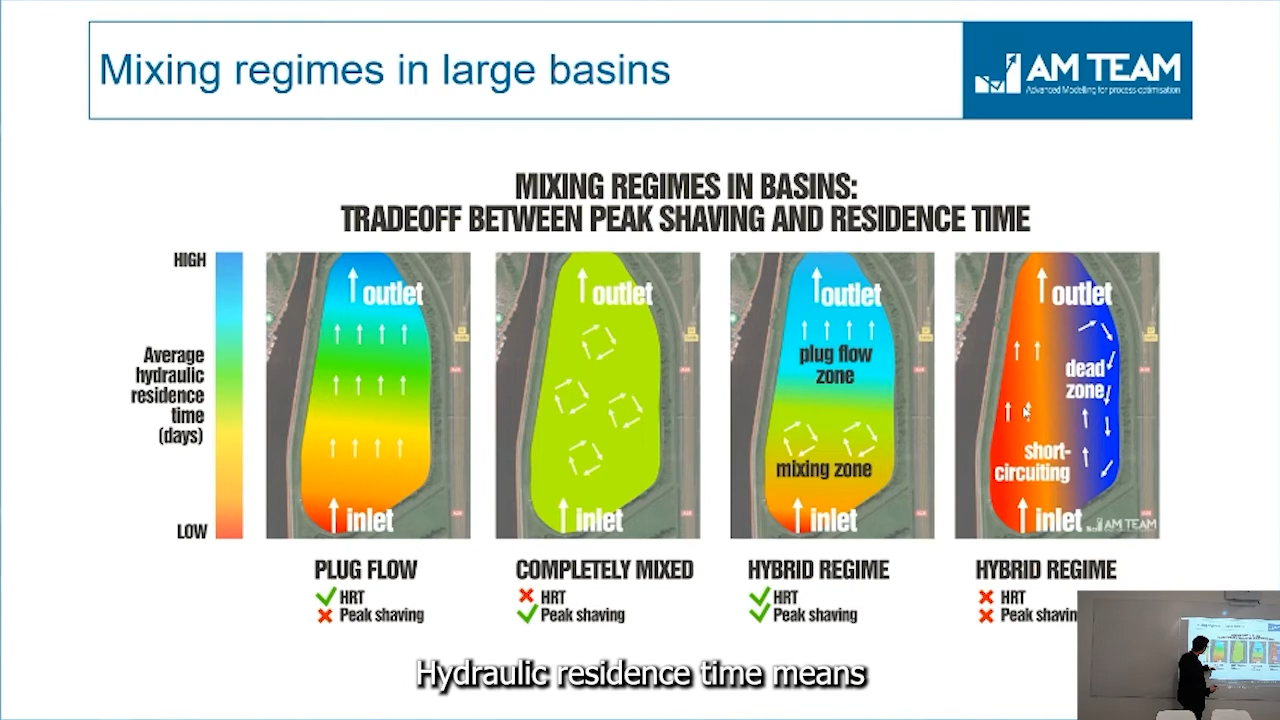 Mixing regimes in large basins
AM TEAM
Advanced Modelling for process optimisation
MIXING REGIMES IN BASINS:
TRADEOFF BETWEEN PEAK SHAVING AND RESIDENCE TIME
HIGH
Average
hydraulic
residence
time
(days)
LOW
outlet
inlet
PLUG FLOW
HRT
Peak shaving
outlet
inlet
COMPLETELY MIXED
HRT
Peak shaving
outlet
plug flow
zone
mixing zone
inlet
HYBRID REGIME
HRT
Peak shaving
outlet
dead
zone
short-
circuiting
inlet
AM TEAM
HYBRID REGIME
HRT
Peak shavin
Hydraulic residence time means